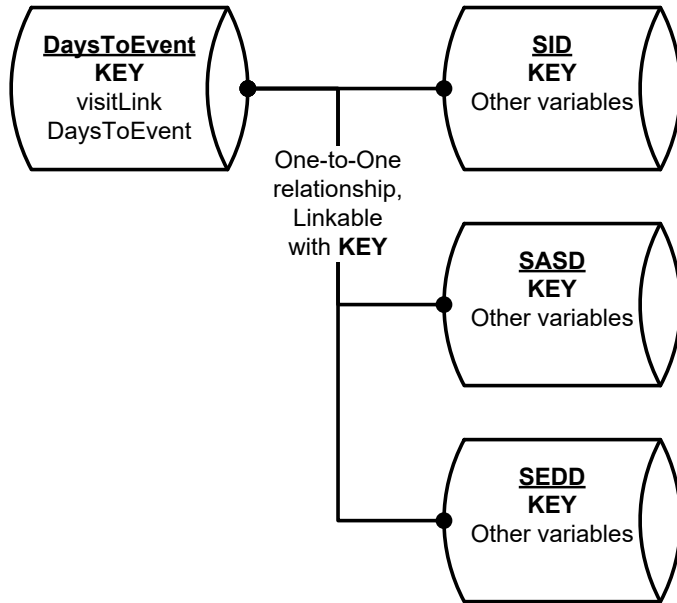 DaysToEvent
KEY
visitLink
DaysToEvent
One-to-One
relationship,
Linkable
with KEY
SID
KEY
Other variables
SASD
KEY
Other variables
SEDD
KEY
Other variables